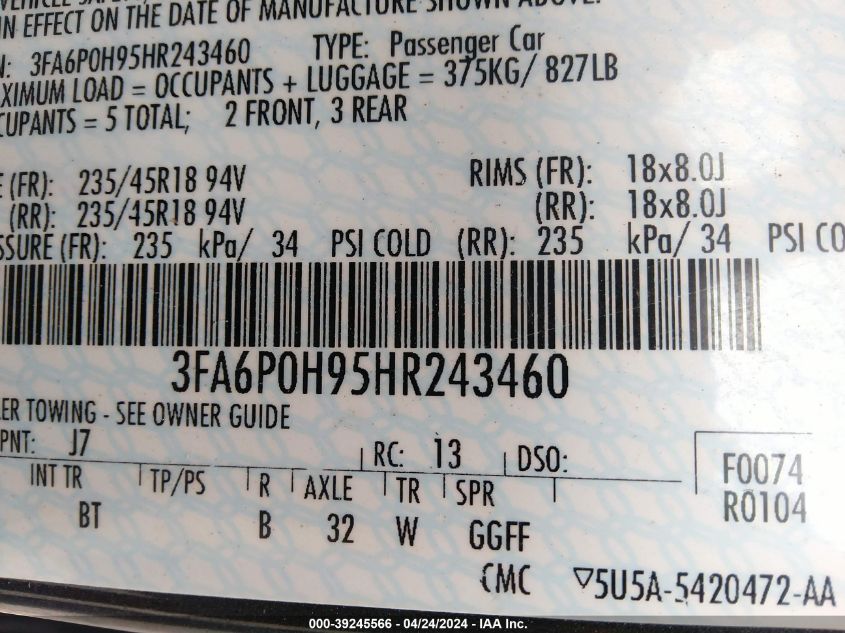 IN EFFECT ON THE DATE OF MANUFACTURE SHOWN ABOVE.
N: 3FA6P0H95HR243460 TYPE: Passenger Car
AXIMUM LOAD = OCCUPANTS + LUGGAGE = 375KG/ 827LB
CUPANTS = 5 TOTAL; 2 FRONT, 3 REAR
E (FR): 235/45R18 94V RIMS (FR): 18x8.0J
(RR): 235/45R18 94V (RR): 18x8.0J
SSURE (FR): 235 kPa/ 34 PSI COLD (RR): 235 kPa/ 34 PSI CO
3FA6P0H95HR243460
LER TOWING - SEE OWNER GUIDE
PNT: J7 RC: 13 DSO:
F0074
INT TR TP/PS R AXLE TR SPR
R0104
BT B 32 W GGFF
CMC ▽5U5A-5420472-AA
000-39245566 - 04/24/2024 - IAA Inc.